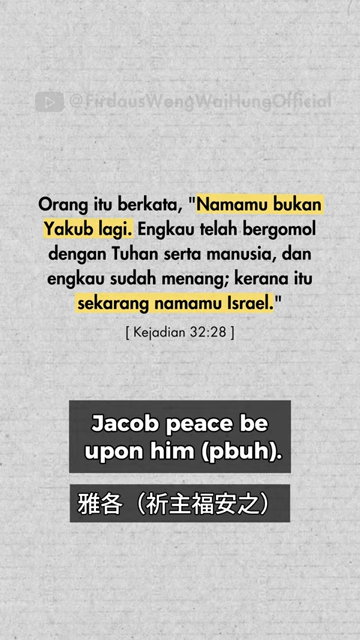 @FirdausWongWaiHungOfficial
Orang itu berkata, "Namamu bukan
Yakub lagi. Engkau telah bergomol
dengan Tuhan serta manusia, dan
engkau sudah menang; kerana itu
sekarang namamu Israel."
[ Kejadian 32:28 ]
Jacob peace be
upon him (pbuh).
雅各（祈主福安之）